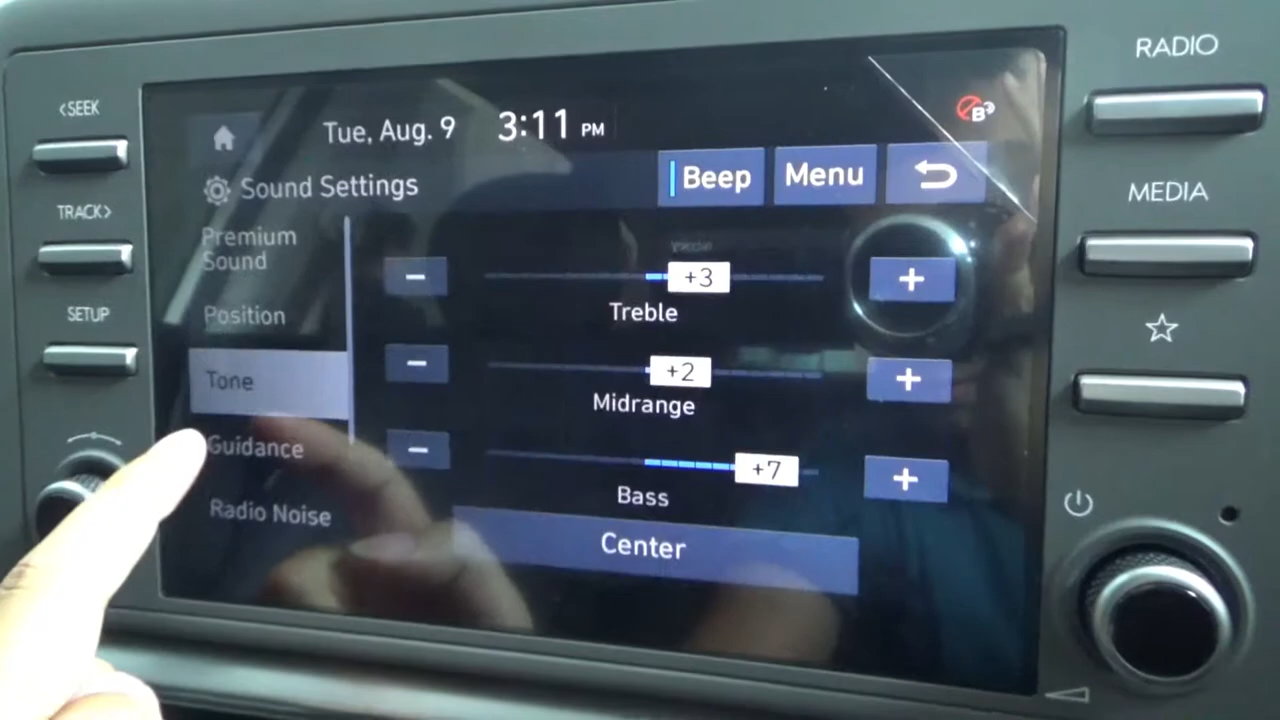 <SEEK
RADIO
Tue, Aug. 9 3:11 PM
B
Beep Menu
Sound Settings
MEDIA
TRACK>
Premium
Sound
+3
Treble
Position
SETUP
+2
Tone
Midrange
Guidance
+7
Bass
Radio Noise
Center